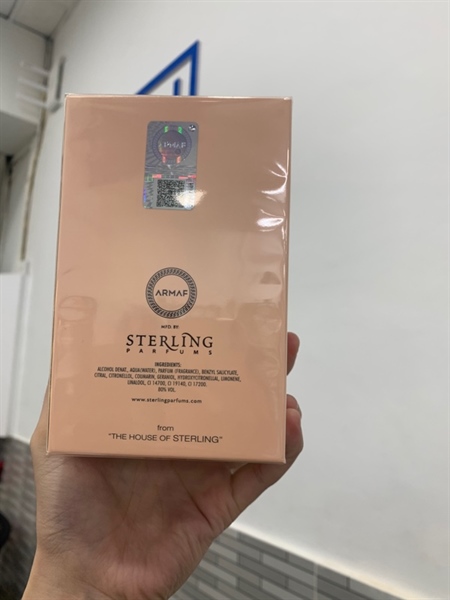 ARMAF
ARMAF
MFD BY
STERLING
PARFUMS
INGREDIENTS:
ALCOHOL DENAT, AQUA(WATER), PARFUM (FRAGRANCE), BENZYL SALICYLATE,
CITRAL, CITRONELLOL, COUMARIN, GERANIOL, HYDROXYCITRONELLAL, LIMONENE,
LINALOOL, CI 14700, CI 19140, CI 17200.
80% VOL.
www.sterlingparfums.com
from
"THE HOUSE OF STERLING"